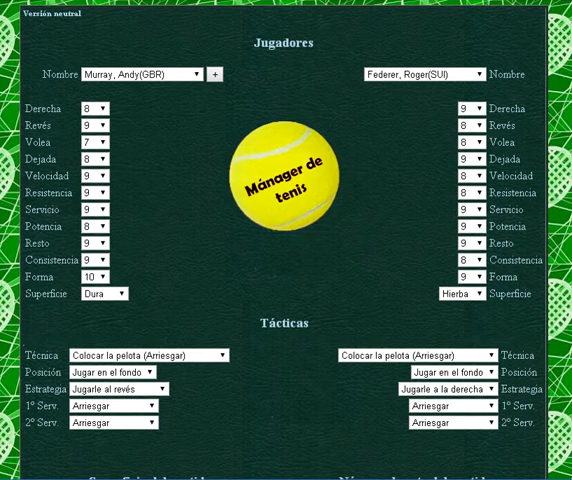 Versión neutral
Jugadores
Nombre Murray, Andy(GBR) + Federer, Roger(SUI) Nombre
Derecha 8 9 Derecha
Revés 9 8 Revés
Volea 7 8 Volea
Dejada 8 9 Dejada
Velocidad 9 8 Velocidad
Resistencia 9 8 Resistencia
Servicio 9 9 Servicio
Potencia 8 9 Potencia
Resto 9 9 Resto
Consistencia 9 8 Consistencia
Forma 10 9 Forma
Superficie Dura Hierba Superficie
Mánager de
tenis
Tácticas
Técnica Colocar la pelota (Arriesgar) Colocar la pelota (Arriesgar) Técnica
Posición Jugar en el fondo Jugar en el fondo Posición
Estrategia Jugarle al revés Jugarle a la derecha Estrategia
1º Serv. Arriesgar Arriesgar 1º Serv.
2º Serv. Arriesgar Arriesgar 2º Serv.